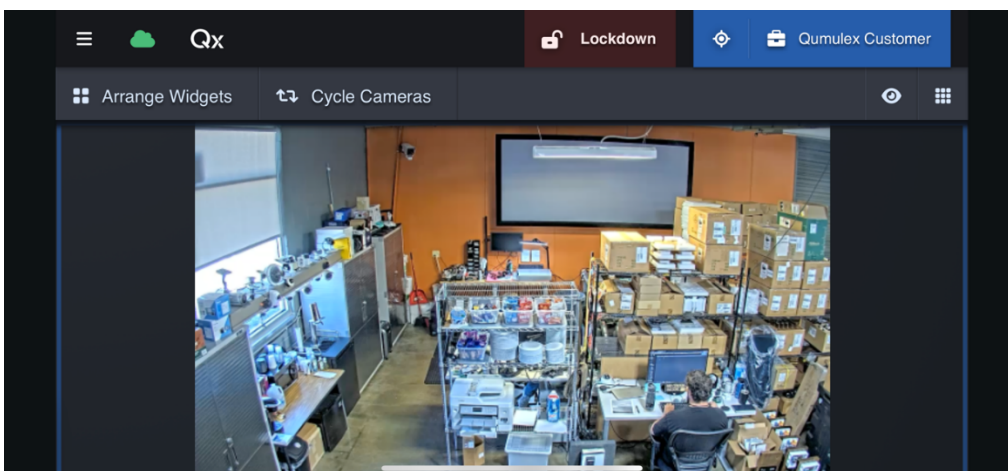 Qx
Lockdown
Qumulex Customer
Arrange Widgets
Cycle Cameras